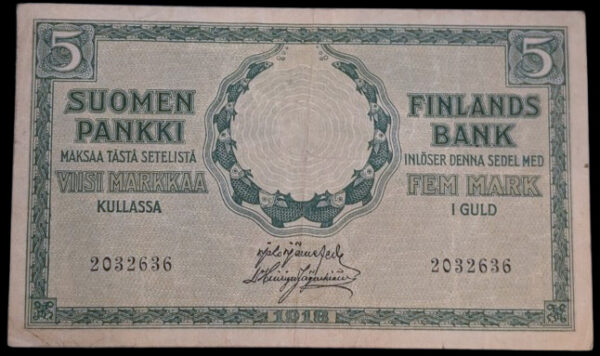 5
5
SUOMEN
PANKKI
MAKSAA TÄSTÄ SETELISTÄ
VIISI MARKKAA
KULLASSA
2032636
FINLANDS
BANK
INLÖSER DENNA SEDEL MED
FEM MARK
I GULD
2032636
1918